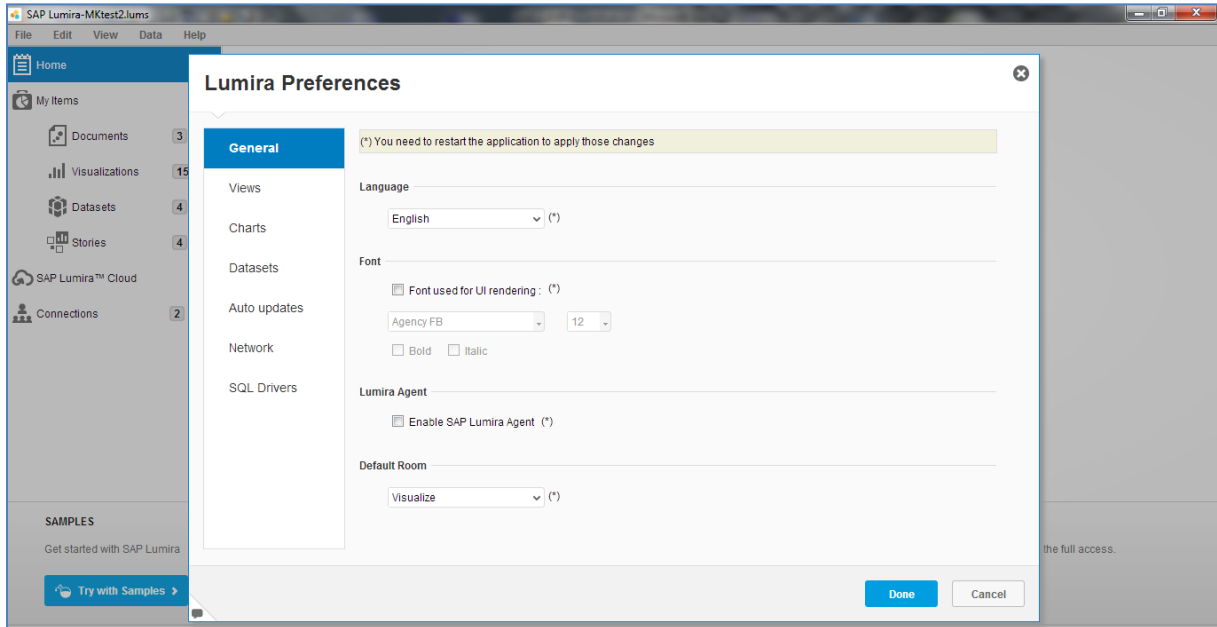 SAP Lumira-MKtest2.lums
File Edit View Data Help
Home
My Items
Documents 3
Visualizations 15
Datasets 4
Stories 4
SAP Lumira™ Cloud
Connections 2
SAMPLES
Get started with SAP Lumira
Try with Samples
Lumira Preferences
General
Views
Charts
Datasets
Auto updates
Network
SQL Drivers
(*) You need to restart the application to apply those changes
Language
English (*)
Font
Font used for UI rendering : (*)
Agency FB 12
Bold Italic
Lumira Agent
Enable SAP Lumira Agent (*)
Default Room
Visualize (*)
Done Cancel
the full access.